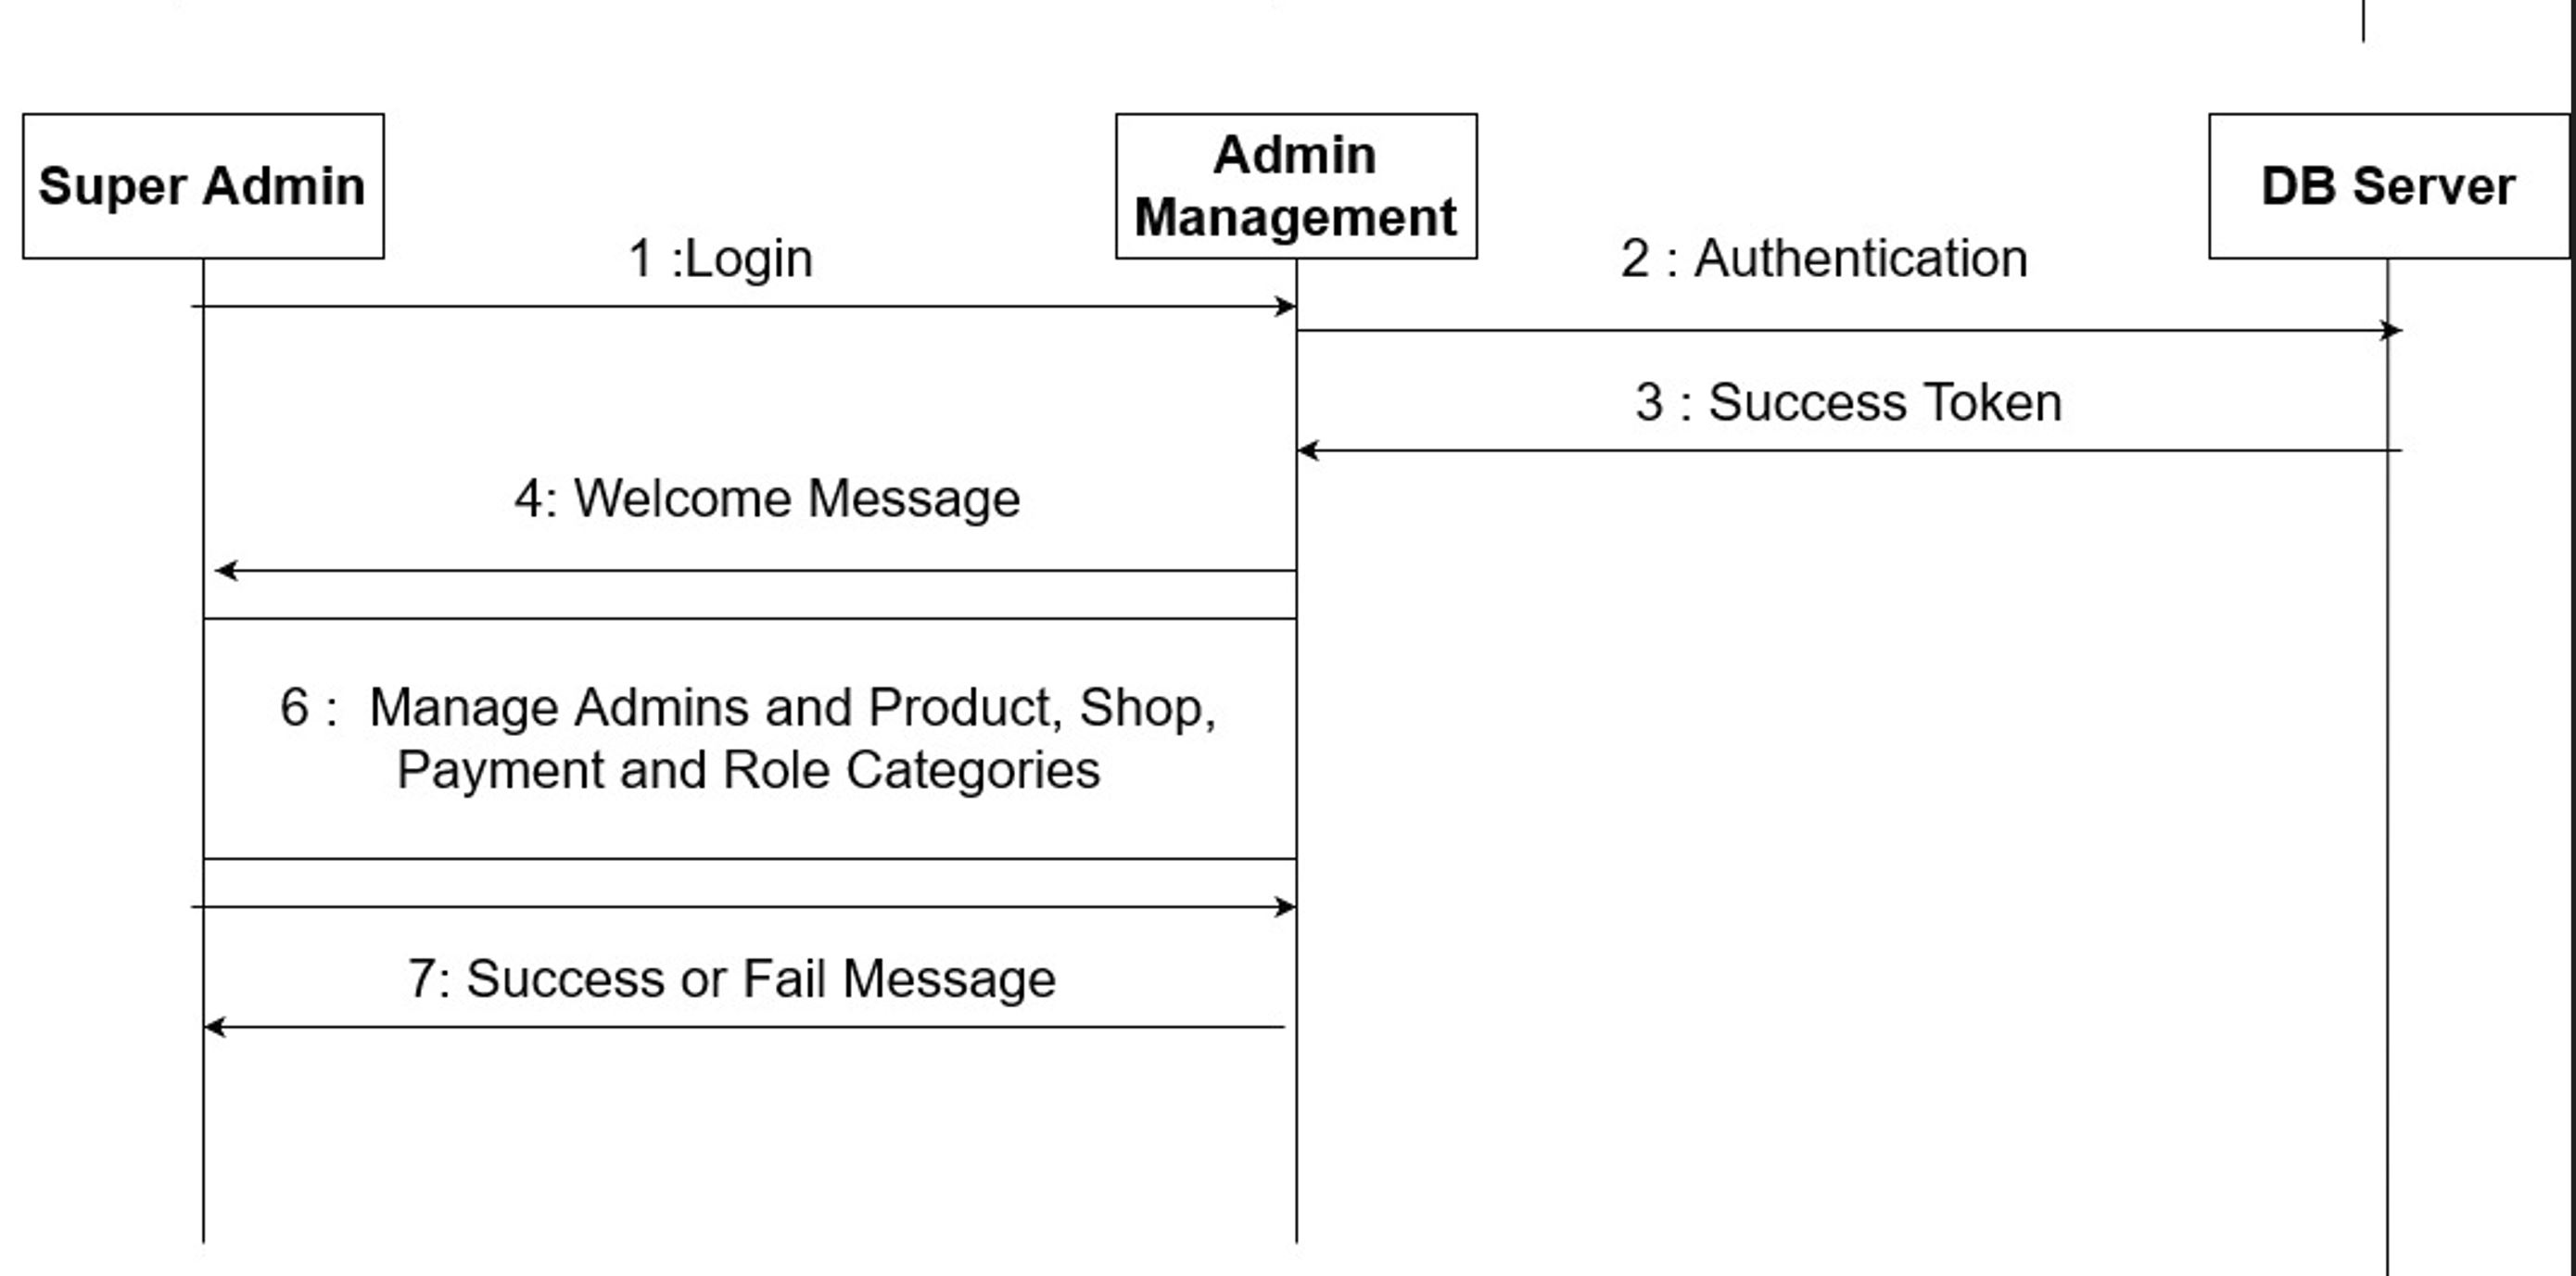 Super Admin
Admin
Management
DB Server
1 :Login
2 : Authentication
3 : Success Token
4: Welcome Message
6 :  Manage Admins and Product, Shop,
Payment and Role Categories
7: Success or Fail Message